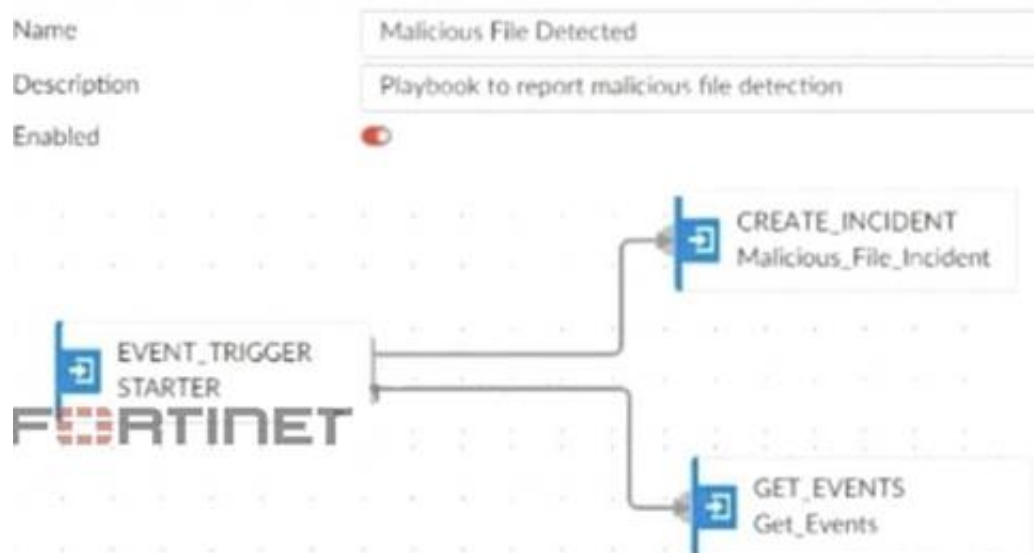 Name
Malicious File Detected
Description
Playbook to report malicious file detection
Enabled
CREATE_INCIDENT
Malicious_File_Incident
EVENT_TRIGGER
STARTER
FORTINET
GET_EVENTS
Get_Events